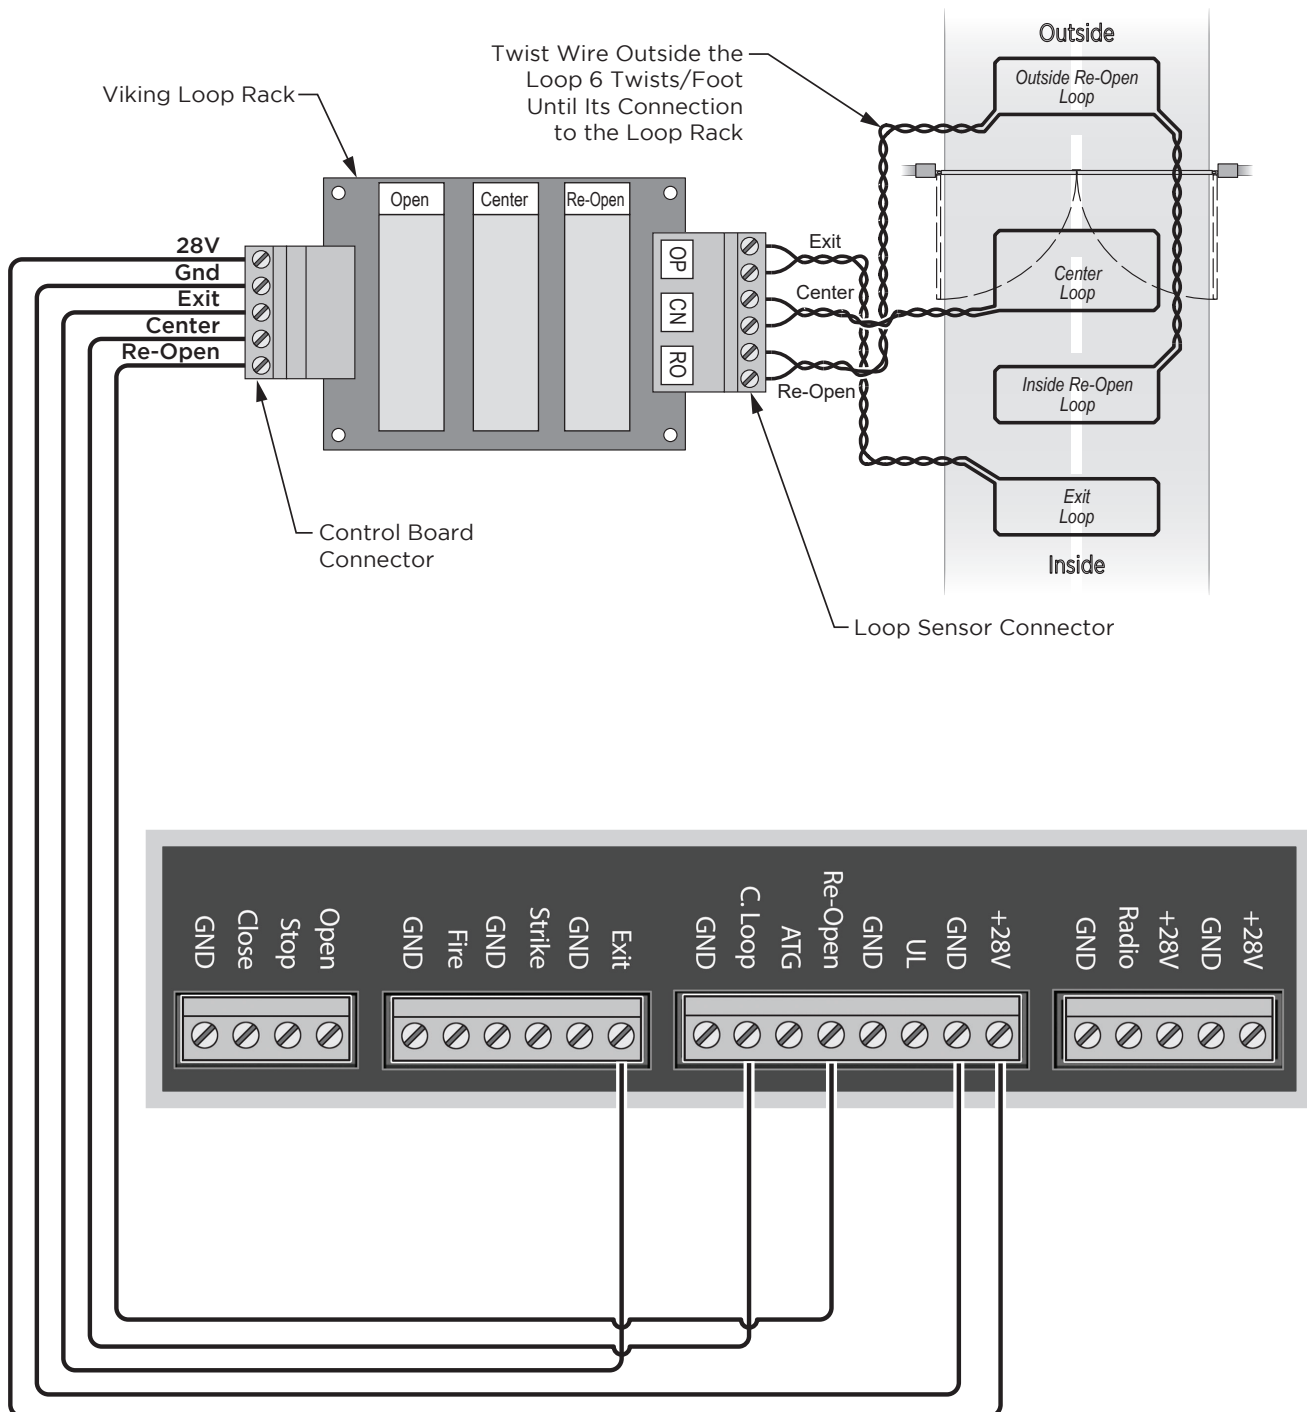 Outside
Twist Wire Outside the
Loop 6 Twists/Foot
Until Its Connection
to the Loop Rack
Viking Loop Rack
Outside Re-Open
Loop
Open
Center
Re-Open
28V
Gnd
Exit
Center
Re-Open
OP
CN
RO
Exit
Center
Re-Open
Center
Loop
Inside Re-Open
Loop
Exit
Loop
Inside
Control Board
Connector
Loop Sensor Connector
GND
Close
Stop
Open
GND
Fire
GND
Strike
GND
Exit
GND
C. Loop
ATG
Re-Open
GND
UL
GND
+28V
GND
Radio
+28V
GND
+28V